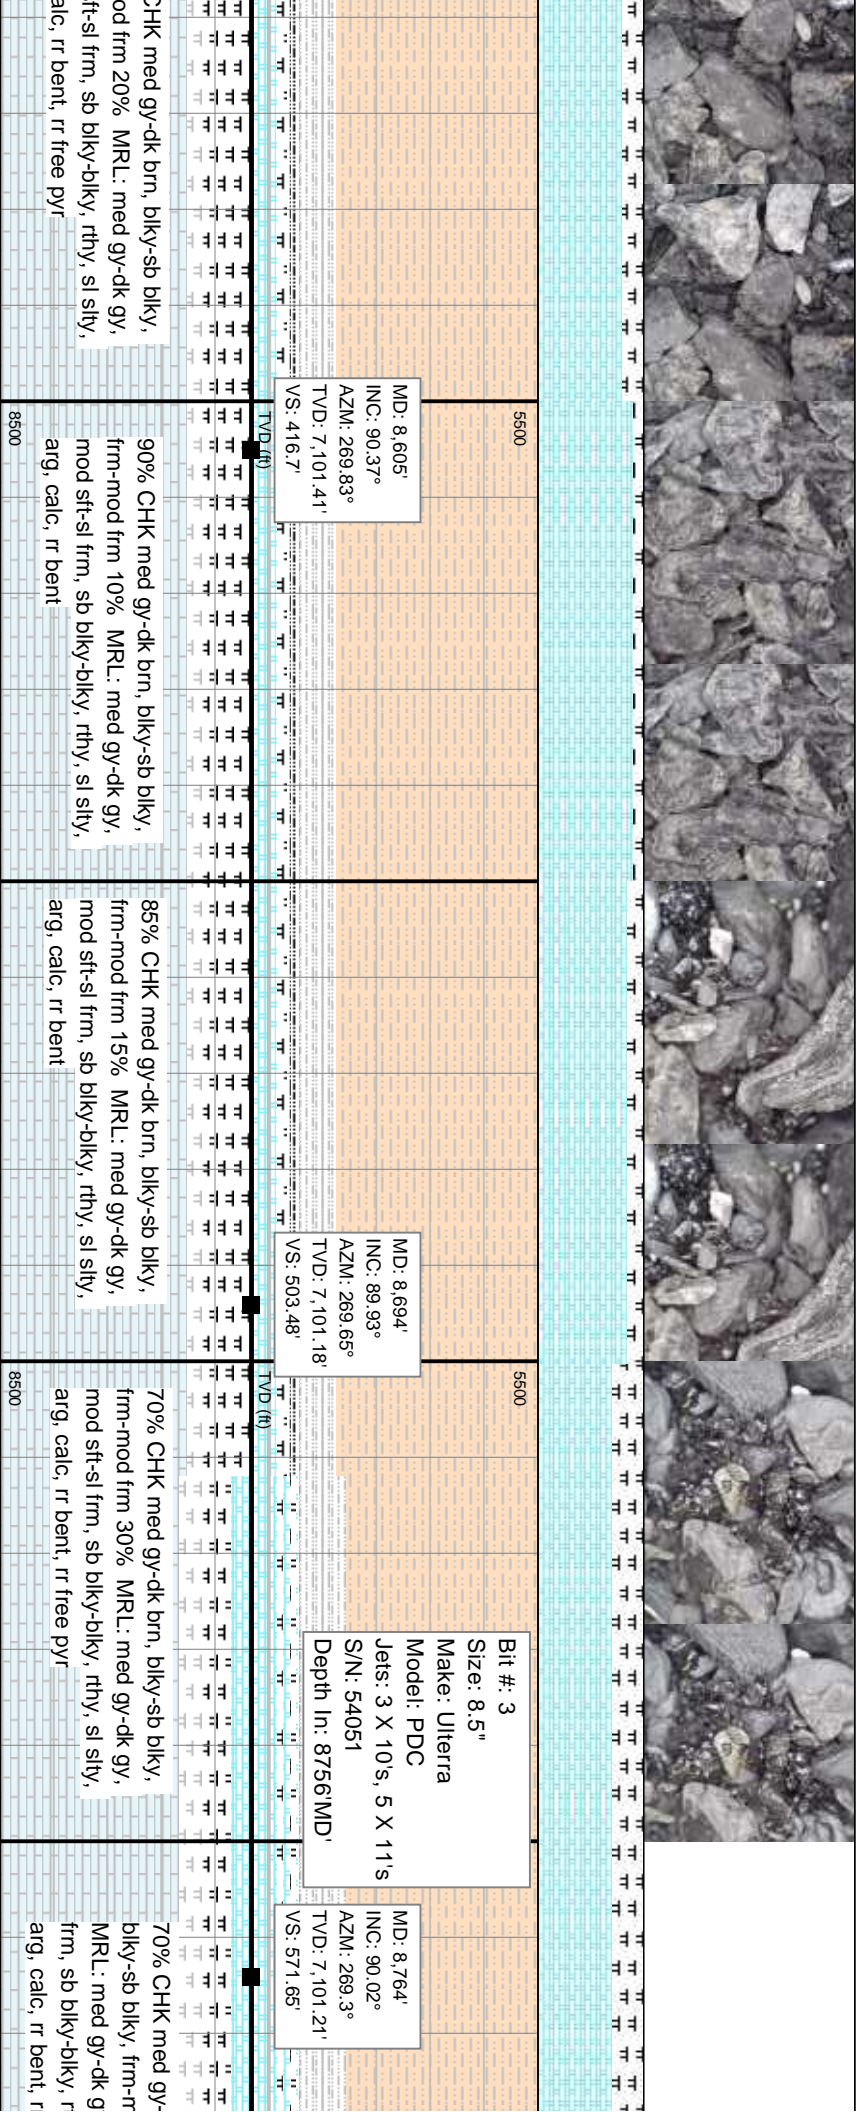 CHK med gy-dk brn, blky-sb blky,
od frm 20% MRL: med gy-dk gy,
ft-sl frm, sb blky-blky, rthy, sl slty,
alc, rr bent, rr free pyr
5500
MD: 8,605'
INC: 90.37°
AZM: 269.83°
TVD: 7,101.41'
VS: 416.7'
TVD (ft)
8500
90% CHK med gy-dk brn, blky-sb blky,
frm-mod frm 10% MRL: med gy-dk gy,
mod sft-sl frm, sb blky-blky, rthy, sl slty,
arg, calc, rr bent
85% CHK med gy-dk brn, blky-sb blky,
frm-mod frm 15% MRL: med gy-dk gy,
mod sft-sl frm, sb blky-blky, rthy, sl slty,
arg, calc, rr bent
MD: 8,694'
INC: 89.93°
AZM: 269.65°
TVD: 7,101.18'
VS: 503.48'
5500
TVD (ft)
8500
70% CHK med gy-dk brn, blky-sb blky,
frm-mod frm 30% MRL: med gy-dk gy,
mod sft-sl frm, sb blky-blky, rthy, sl slty,
arg, calc, rr bent, rr free pyr
Bit #: 3
Size: 8.5"
Make: Ulterra
Model: PDC
Jets: 3 X 10's, 5 X 11's
S/N: 54051
Depth In: 8756'MD'
MD: 8,764'
INC: 90.02°
AZM: 269.3°
TVD: 7,101.21'
VS: 571.65'
70% CHK med gy-
blky-sb blky, frm-m
MRL: med gy-dk g
frm, sb blky-blky, r
arg, calc, rr bent, r